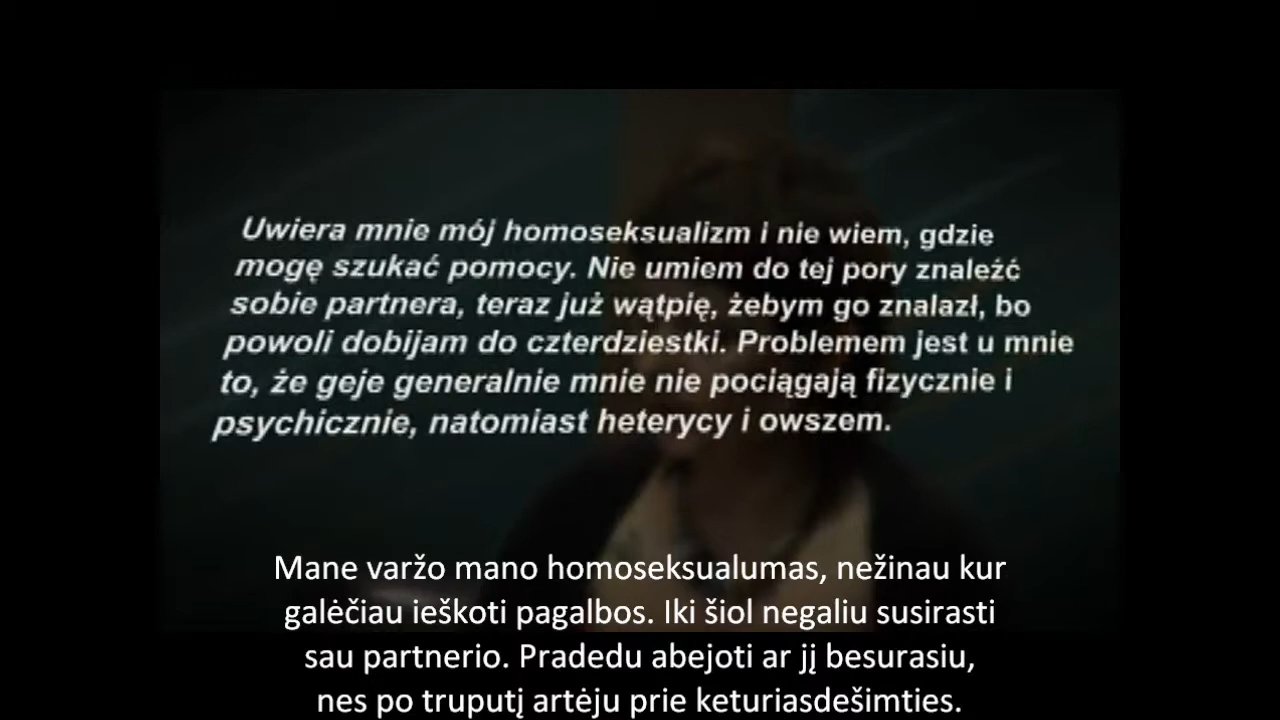 Uwiera mnie mój homoseksualizm i nie wiem, gdzie
mogę szukać pomocy. Nie umiem do tej pory znaleźć
sobie partnera, teraz już wątpię, żebym go znalazł, bo
powoli dobijam do czterdziestki. Problemem jest u mnie
to, że geje generalnie mnie nie pociągają fizycznie i
psychicznie, natomiast heterycy i owszem.
Mane varžo mano homoseksualumas, nežinau kur
galėčiau ieškoti pagalbos. Iki šiol negaliu susirasti
sau partnerio. Pradedu abejoti ar jį besurasiu,
nes po truputį artėju prie keturiasdešimties.